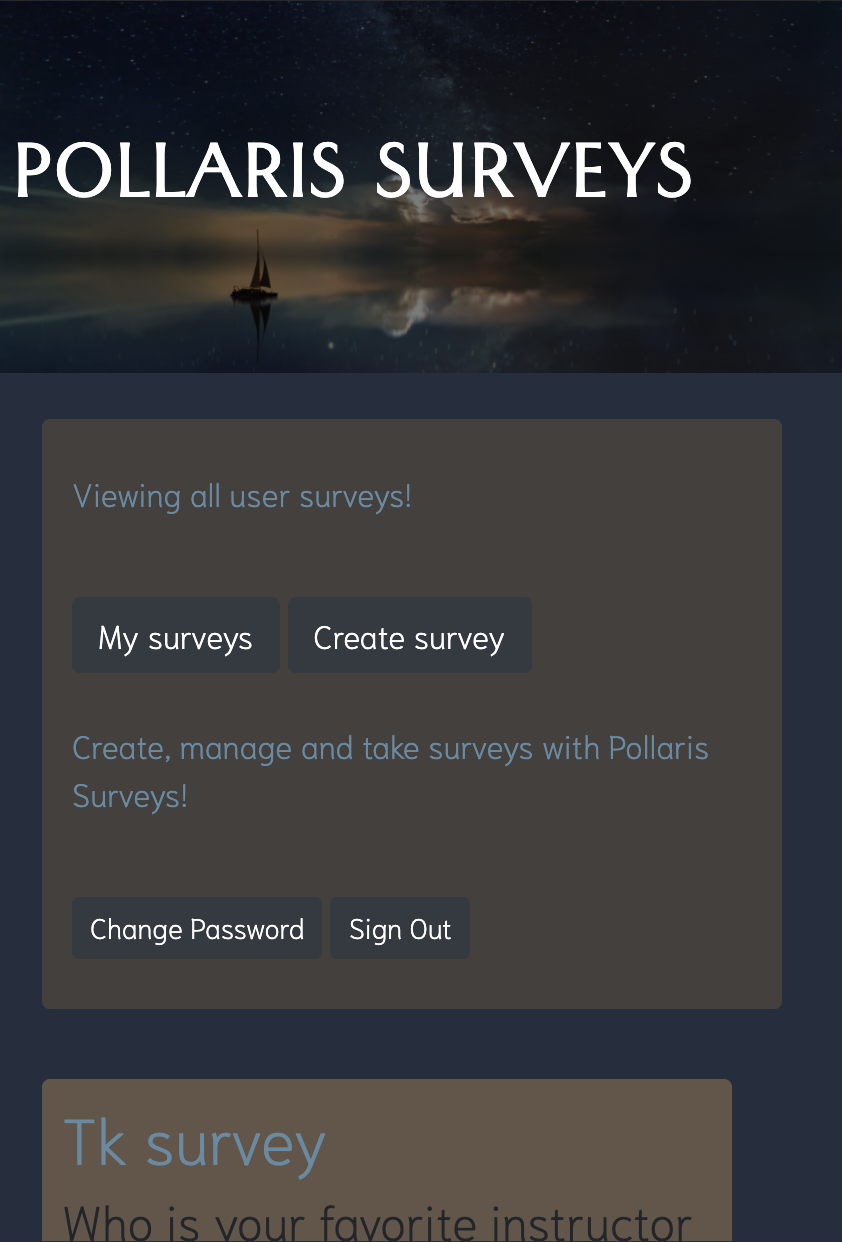 POLLARIS SURVEYS
Viewing all user surveys!
My surveys
Create survey
Create, manage and take surveys with Pollaris
Surveys!
Change Password
Sign Out
Tk survey
Who is your favorite instructor